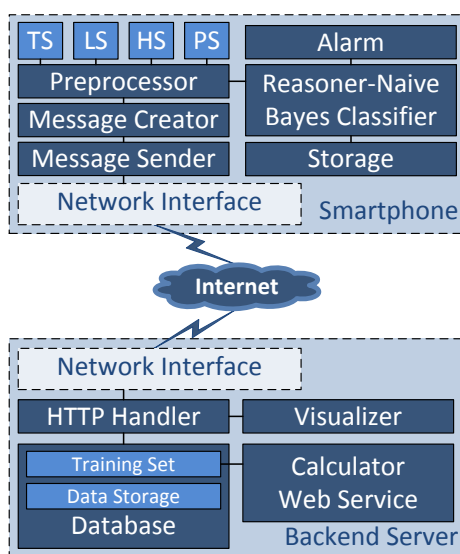 TS LS HS PS
Alarm
Preprocessor
Reasoner-Naive
Bayes Classifier
Message Creator
Message Sender
Storage
Network Interface
Smartphone
Internet
Network Interface
HTTP Handler
Visualizer
Training Set
Data Storage
Database
Calculator
Web Service
Backend Server